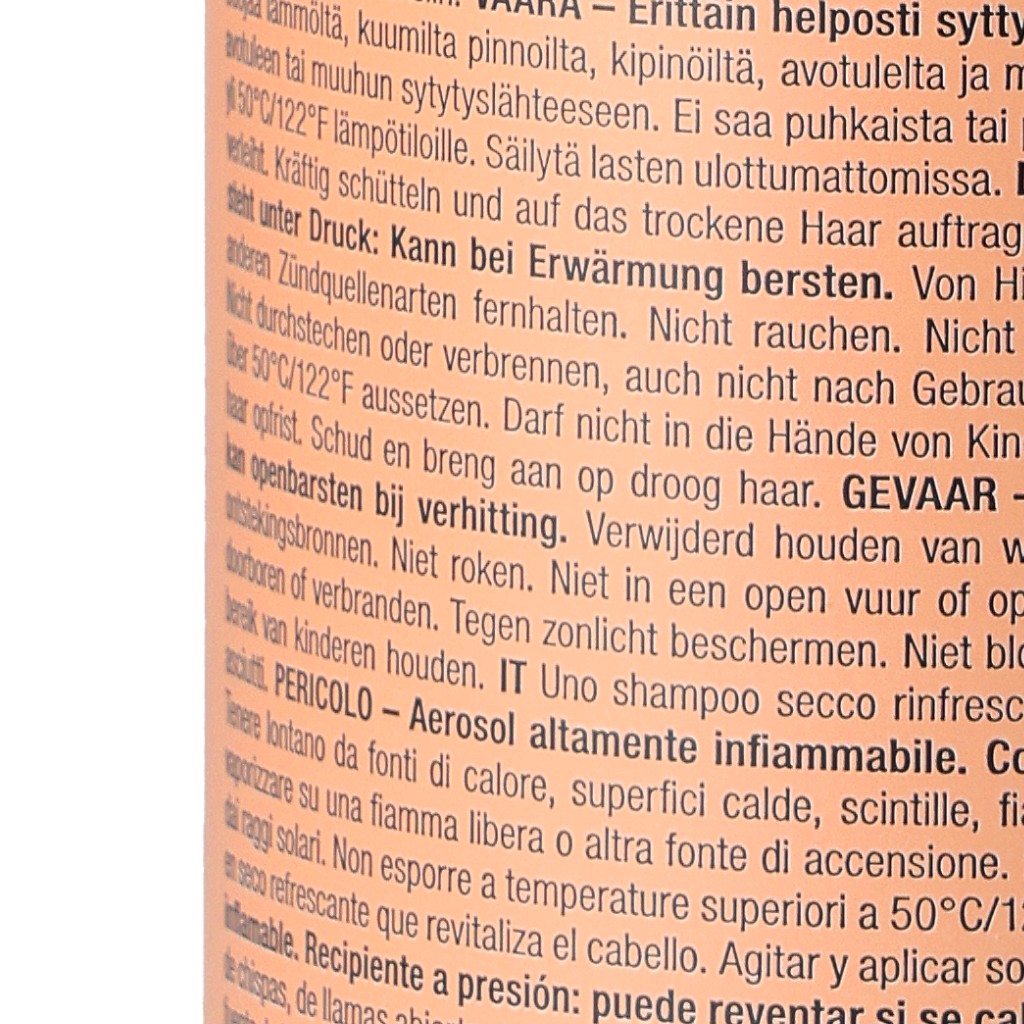 VAARA – Erittäin helposti sytty
lämmöltä, kuumilta pinnoilta, kipinöiltä, avotulelta ja m
avotuleen tai muuhun sytytyslähteeseen. Ei saa puhkaista tai
yli 50°C/122°F lämpötiloille. Säilytä lasten ulottumattomissa.
verleiht. Kräftig schütteln und auf das trockene Haar auftrag
steht unter Druck: Kann bei Erwärmung bersten. Von Hi
anderen Zündquellenarten fernhalten. Nicht rauchen. Nicht
Nicht durchstechen oder verbrennen, auch nicht nach Gebrau
über 50°C/122°F aussetzen. Darf nicht in die Hände von Kin
haar opfrist. Schud en breng aan op droog haar. GEVAAR –
kan openbarsten bij verhitting. Verwijderd houden van w
ontstekingsbronnen. Niet roken. Niet in een open vuur of op
doorboren of verbranden. Tegen zonlicht beschermen. Niet blo
bereik van kinderen houden. IT Uno shampoo secco rinfresc
asciutti. PERICOLO – Aerosol altamente infiammabile. Co
Tenere lontano da fonti di calore, superfici calde, scintille, fia
vaporizzare su una fiamma libera o altra fonte di accensione.
dai raggi solari. Non esporre a temperature superiori a 50°C/12
en seco refrescante que revitaliza el cabello. Agitar y aplicar so
inflamable. Recipiente a presión: puede reventar si se cal
de chispas, de llamas